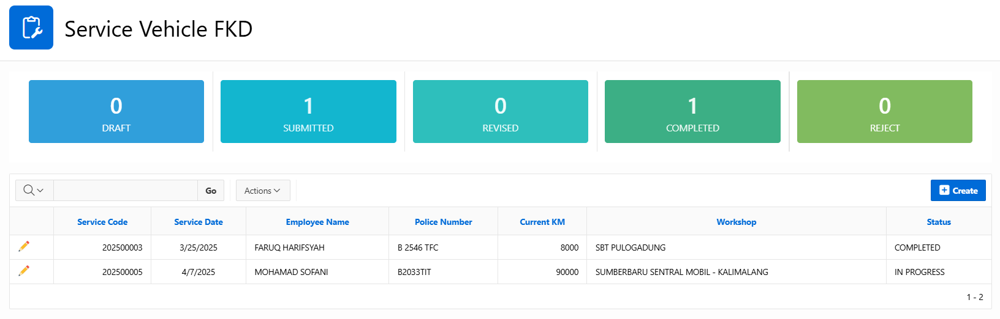 Service Vehicle FKD
0 1 0 1 0
DRAFT SUBMITTED REVISED COMPLETED REJECT
Go Actions Create
Service Code Service Date Employee Name Police Number Current KM Workshop Status
202500003 3/25/2025 FARUQ HARIFSYAH B 2546 TFC 8000 SBT PULOGADUNG COMPLETED
202500005 4/7/2025 MOHAMAD SOFANI B2033TIT 90000 SUMBERBARU SENTRAL MOBIL - KALIMALANG IN PROGRESS
1 - 2